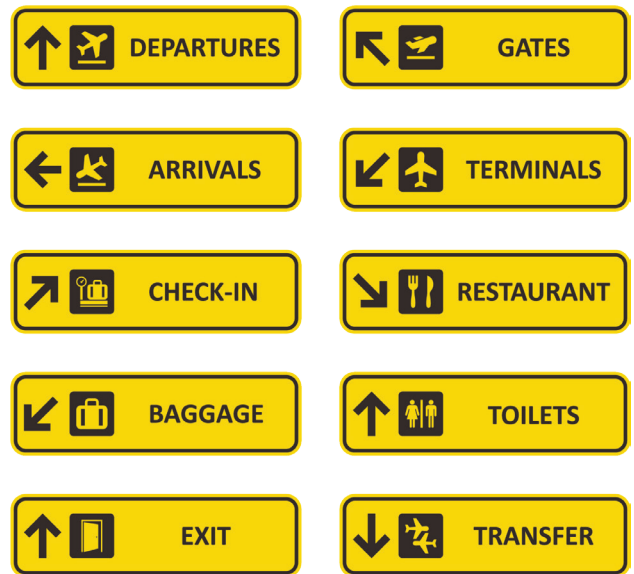 DEPARTURES
GATES
ARRIVALS
TERMINALS
CHECK-IN
RESTAURANT
BAGGAGE
TOILETS
EXIT
TRANSFER